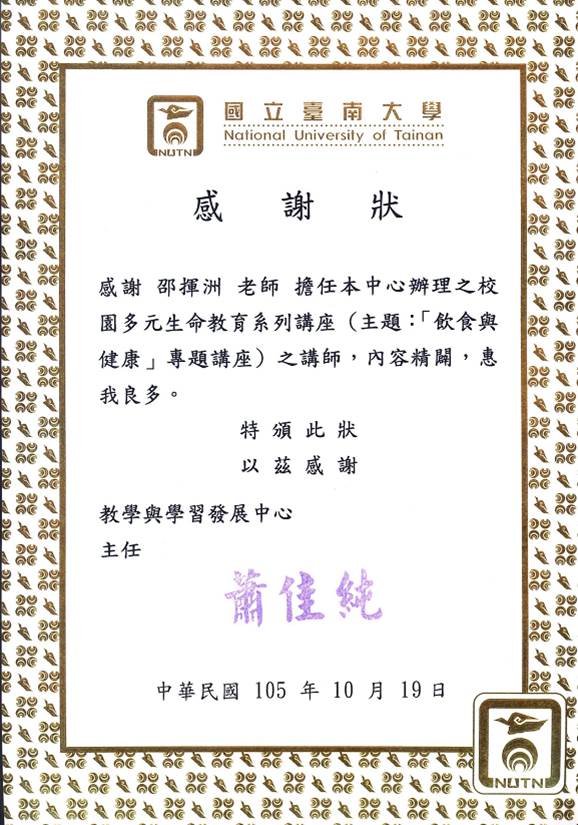 NUTN
國立臺南大學
National University of Tainan
感謝狀
感謝 邵揮洲 老師 擔任本中心辦理之校
園多元生命教育系列講座（主題：「飲食與
健康」專題講座）之講師，內容精闢，惠
我良多。
特頒此狀
以茲感謝
教學與學習發展中心
主任
蕭佳純
中華民國 105 年 10 月 19 日
NUTN